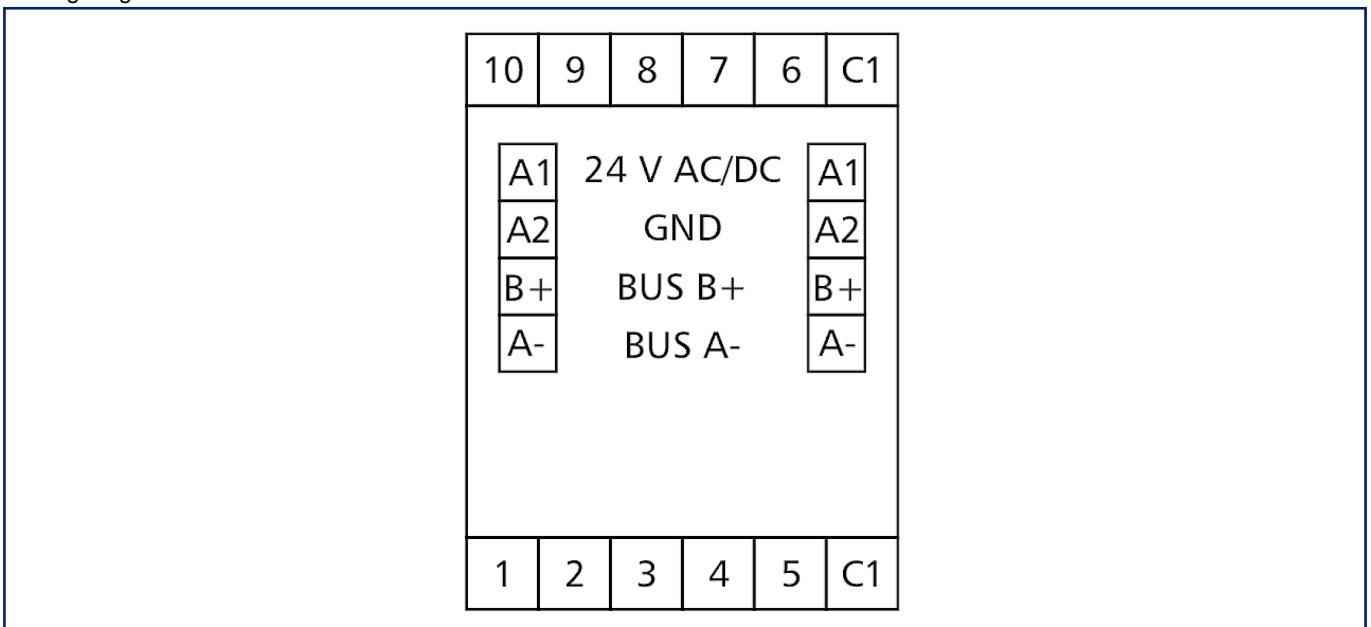 10 9 8 7 6 C1
A1 24 V AC/DC A1
A2 GND A2
B+ BUS B+ B+
A- BUS A- A-
1 2 3 4 5 C1